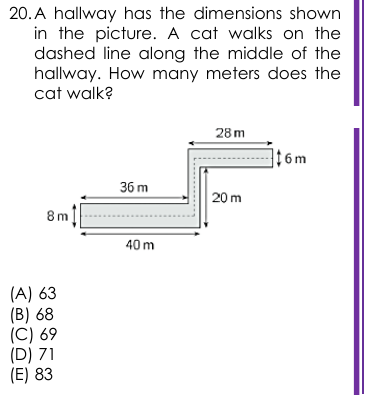 20. A hallway has the dimensions shown
in the picture. A cat walks on the
dashed line along the middle of the
hallway. How many meters does the
cat walk?
28 m
6 m
36 m
20 m
8 m
40 m
(A) 63
(B) 68
(C) 69
(D) 71
(E) 83